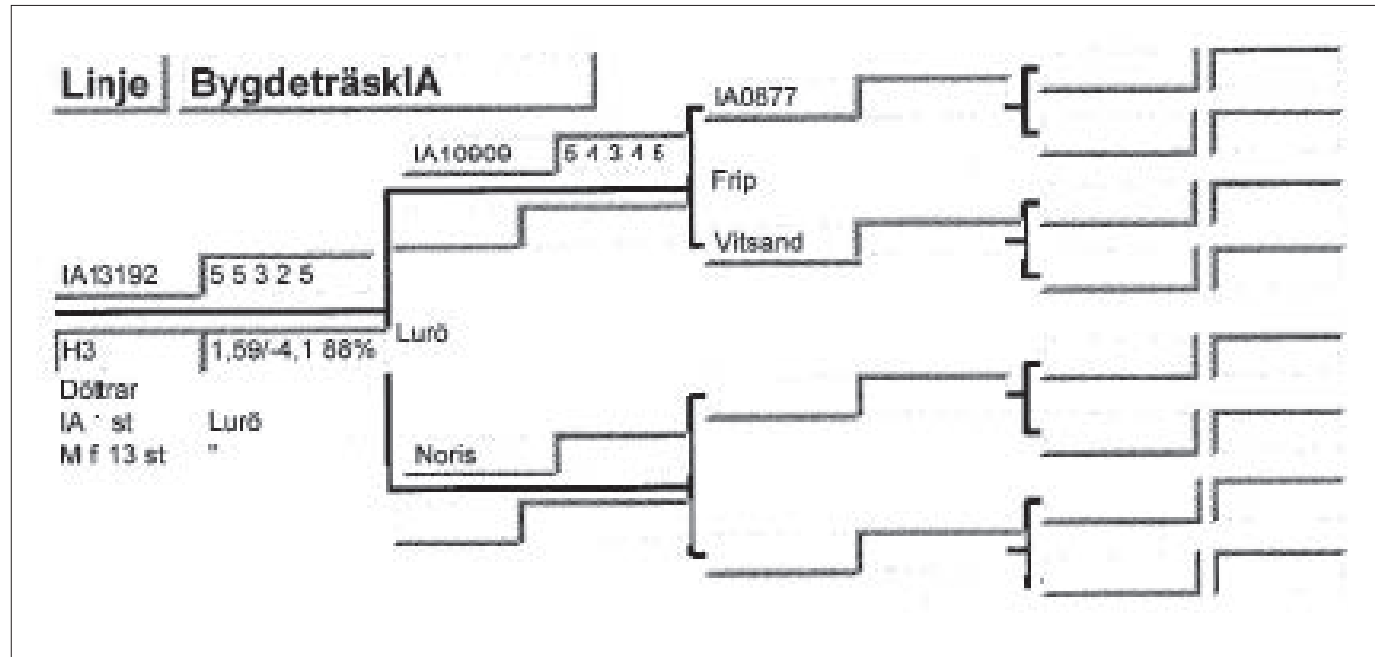 Linje BygdeträskIA
IA0877
IA10909 5 4 3 4 5
Frip
Vitsand
IA13192 5 5 3 2 5
Lurö
H3 1,59/-4,1 88%
Döttrar
IA st Lurö
M f 13 st "
Noris